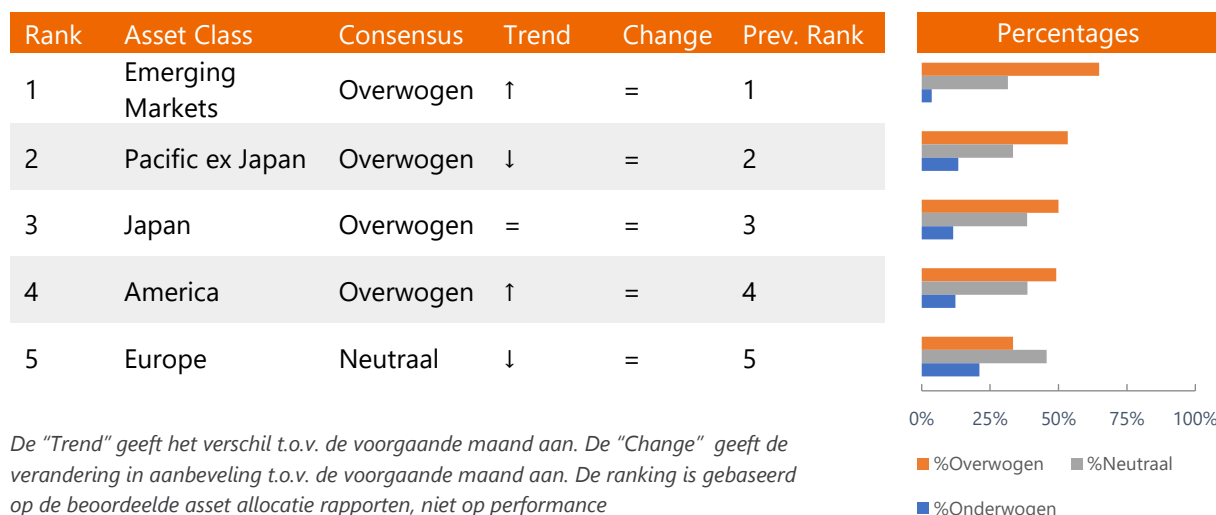 Rank Asset Class Consensus Trend Change Prev. Rank
Percentages
1 Emerging Markets Overwogen ↑ = 1
2 Pacific ex Japan Overwogen ↓ = 2
3 Japan Overwogen = = 3
4 America Overwogen ↑ = 4
5 Europe Neutraal ↓ = 5
0% 25% 50% 75% 100%
%Overwogen %Neutraal
%Onderwogen
De “Trend” geeft het verschil t.o.v. de voorgaande maand aan. De “Change” geeft de
verandering in aanbeveling t.o.v. de voorgaande maand aan. De ranking is gebaseerd
op de beoordeelde asset allocatie rapporten, niet op performance